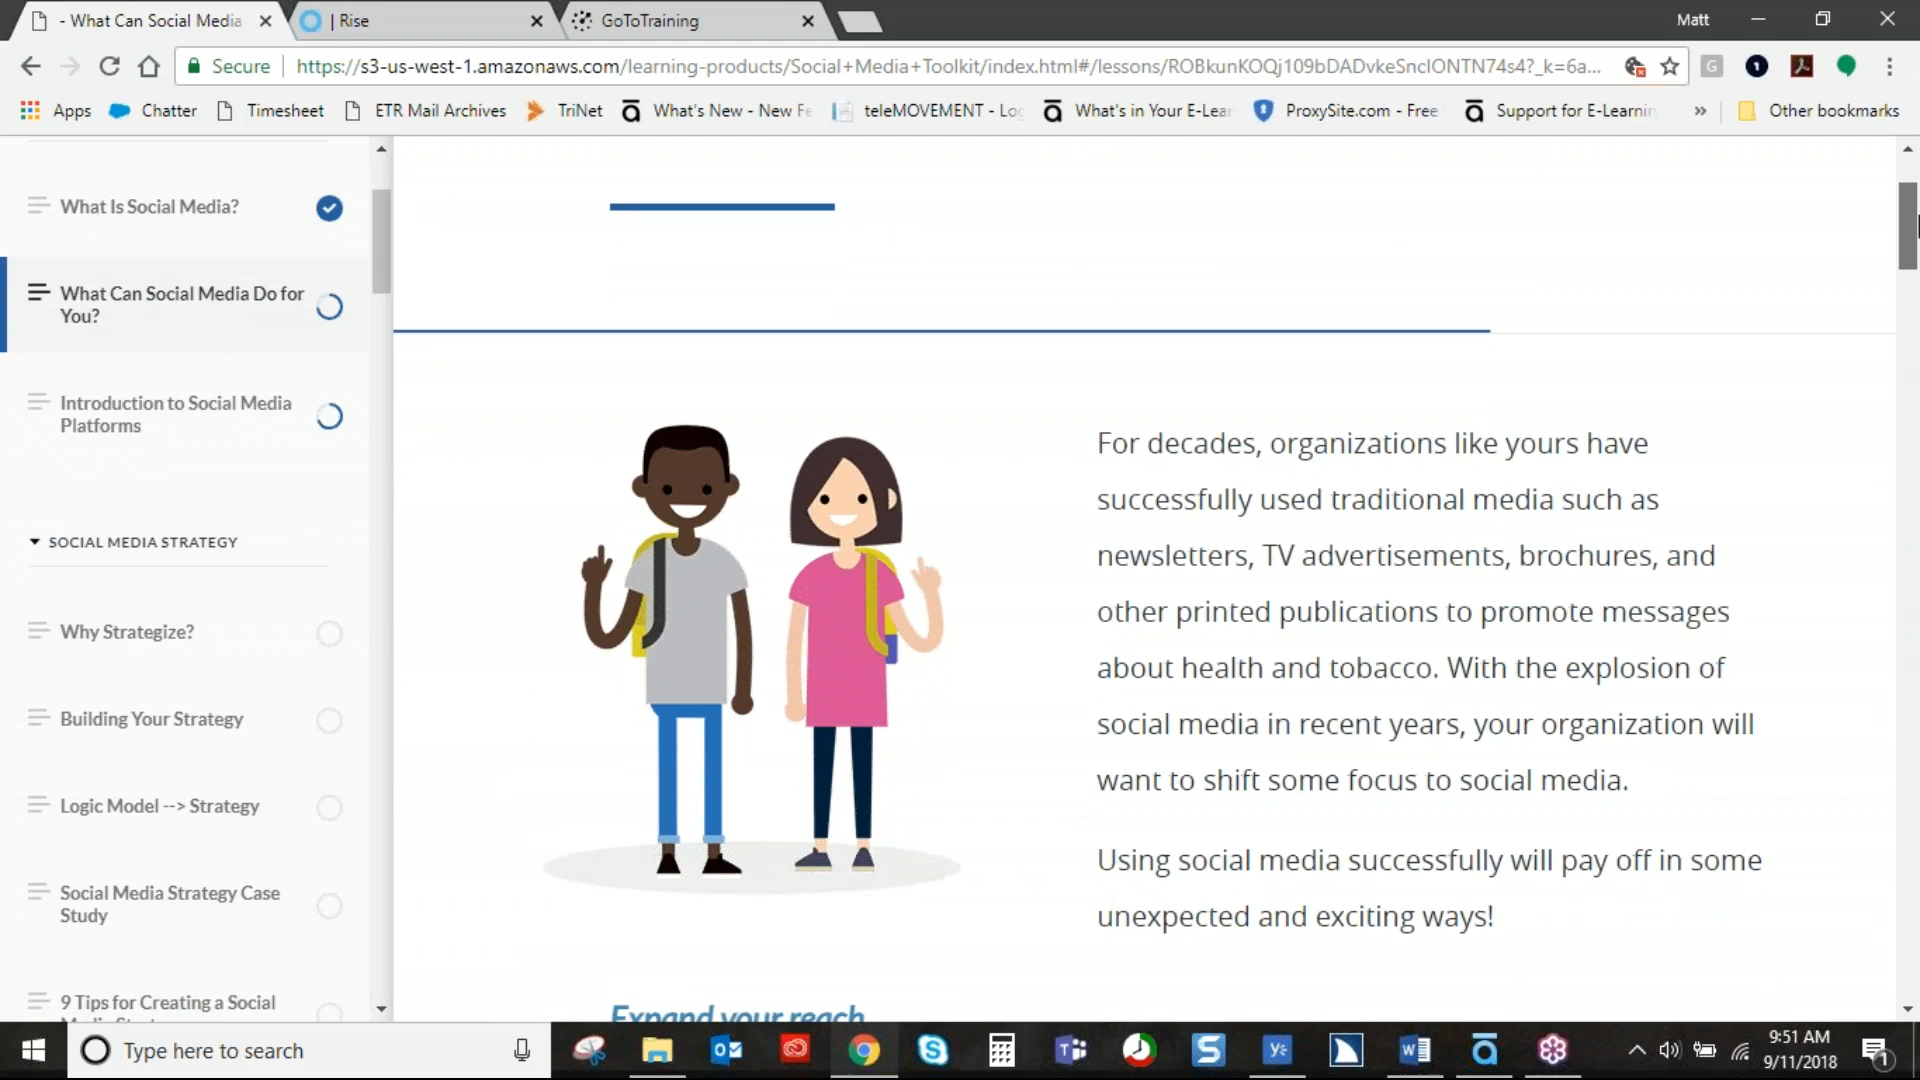 - What Can Social Media
| Rise
GoToTraining
Matt
Secure
https://s3-us-west-1.amazonaws.com/learning-products/Social+Media+Toolkit/index.html#/lessons/ROBkunKOQj109bDADvkeSncIONTN74s4?_k=6a...
Apps
Chatter
Timesheet
ETR Mail Archives
TriNet
What's New - New Fe
teleMOVEMENT - Log
What's in Your E-Lear
ProxySite.com - Free
Support for E-Learnin
»
Other bookmarks
What Is Social Media?
What Can Social Media Do for
You?
Introduction to Social Media
Platforms
SOCIAL MEDIA STRATEGY
Why Strategize?
Building Your Strategy
Logic Model --> Strategy
Social Media Strategy Case
Study
9 Tips for Creating a Social
For decades, organizations like yours have
successfully used traditional media such as
newsletters, TV advertisements, brochures, and
other printed publications to promote messages
about health and tobacco. With the explosion of
social media in recent years, your organization will
want to shift some focus to social media.
Using social media successfully will pay off in some
unexpected and exciting ways!
Expand your reach
Type here to search
9:51 AM
9/11/2018
1